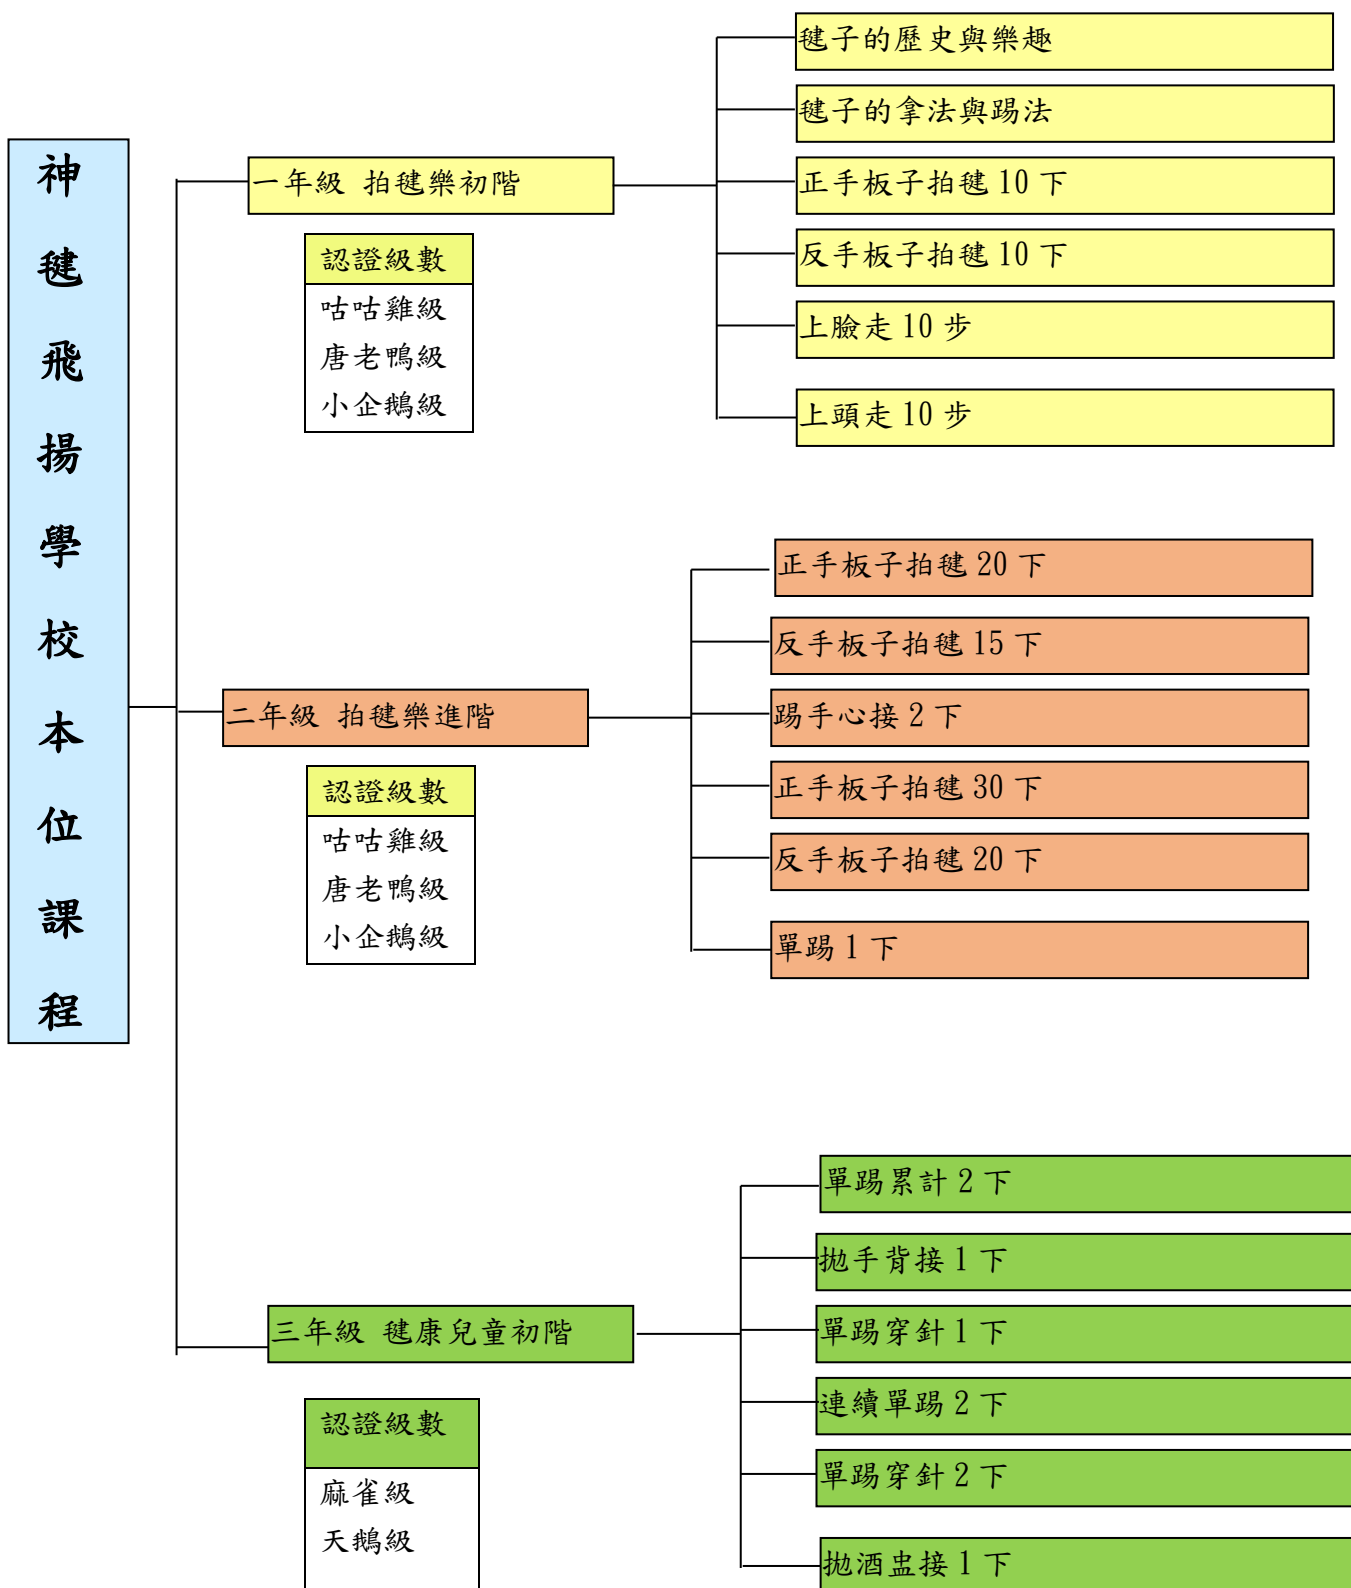 神毽飛揚學校本位課程
一年級 拍毽樂初階
認證級數
咕咕雞級
唐老鴨級
小企鵝級
毽子的歷史與樂趣
毽子的拿法與踢法
正手板子拍毽 10 下
反手板子拍毽 10 下
上臉走 10 步
上頭走 10 步
二年級 拍毽樂進階
認證級數
咕咕雞級
唐老鴨級
小企鵝級
正手板子拍毽 20 下
反手板子拍毽 15 下
踢手心接 2 下
正手板子拍毽 30 下
反手板子拍毽 20 下
單踢 1 下
三年級 毽康兒童初階
認證級數
麻雀級
天鵝級
單踢累計 2 下
拋手背接 1 下
單踢穿針 1 下
連續單踢 2 下
單踢穿針 2 下
拋酒盅接 1 下